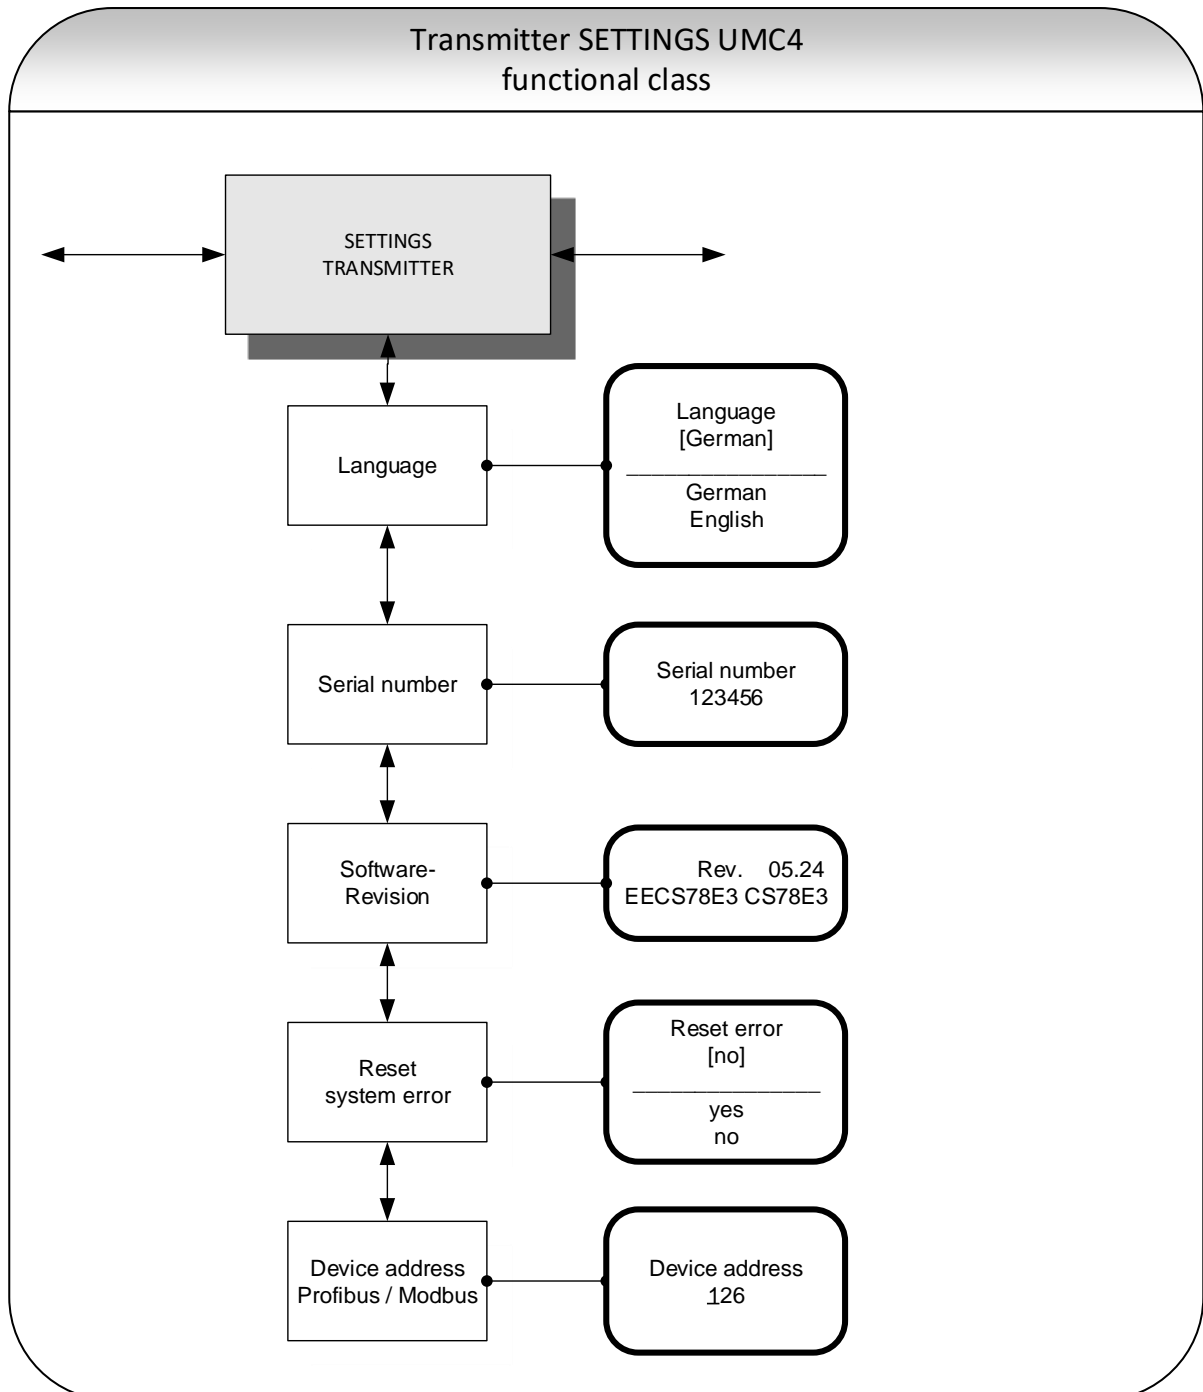 Transmitter SETTINGS UMC4
functional class
SETTINGS
TRANSMITTER
Language
Language
[German]
________________
German
English
Serial number
Serial number
123456
Software-
Revision
Rev. 05.24
EECS78E3 CS78E3
Reset
system error
Reset error
[no]
_______________
yes
no
Device address
Profibus / Modbus
Device address
126